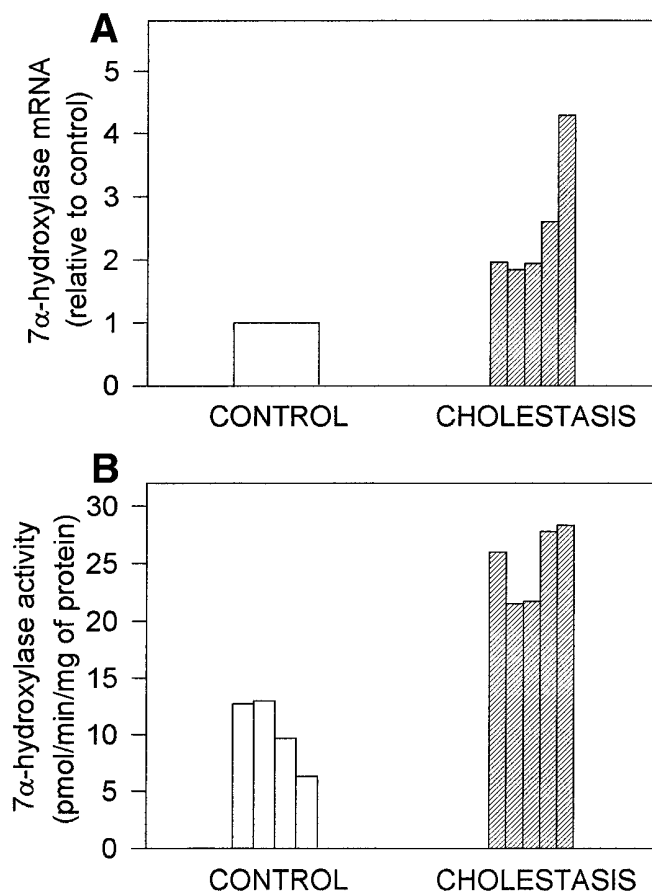 A
7α-hydroxylase mRNA
(relative to control)
5
4
3
2
1
0
CONTROL CHOLESTASIS
B
7α-hydroxylase activity
(pmol/min/mg of protein)
30
25
20
15
10
5
0
CONTROL CHOLESTASIS